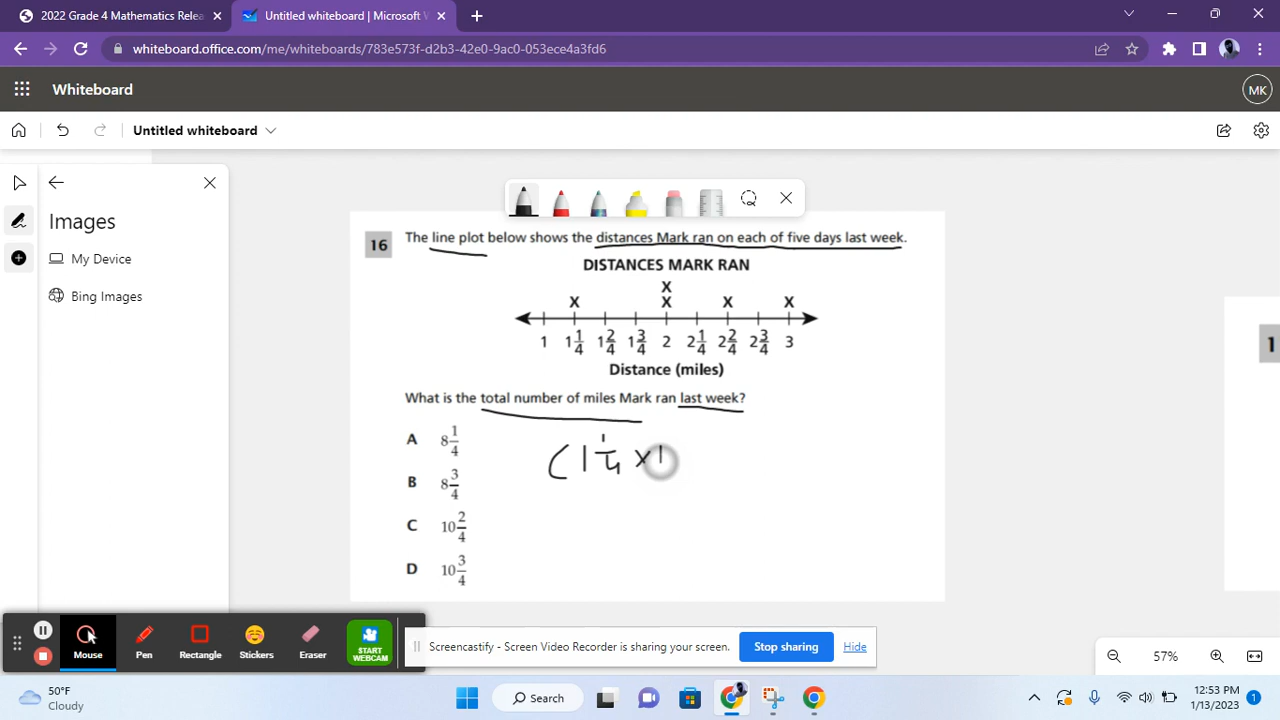 2022 Grade 4 Mathematics Relea
Untitled whiteboard | Microsoft W
whiteboard.office.com/me/whiteboards/783e573f-d2b3-42e0-9ac0-053ece4a3fd6
Whiteboard
MK
Untitled whiteboard
Images
My Device
Bing Images
16 The line plot below shows the distances Mark ran on each of five days last week.
DISTANCES MARK RAN
X
X X X X
1 1 1/4 1 2/4 1 3/4 2 2 1/4 2 2/4 2 3/4 3
Distance (miles)
What is the total number of miles Mark ran last week?
A 8 1/4
B 8 3/4
C 10 2/4
D 10 3/4
(1 1/4 x1
1
Mouse
Pen
Rectangle
Stickers
Eraser
START WEBCAM
Screencastify - Screen Video Recorder is sharing your screen.
Stop sharing
Hide
57%
50°F
Cloudy
Search
12:53 PM
1/13/2023
1